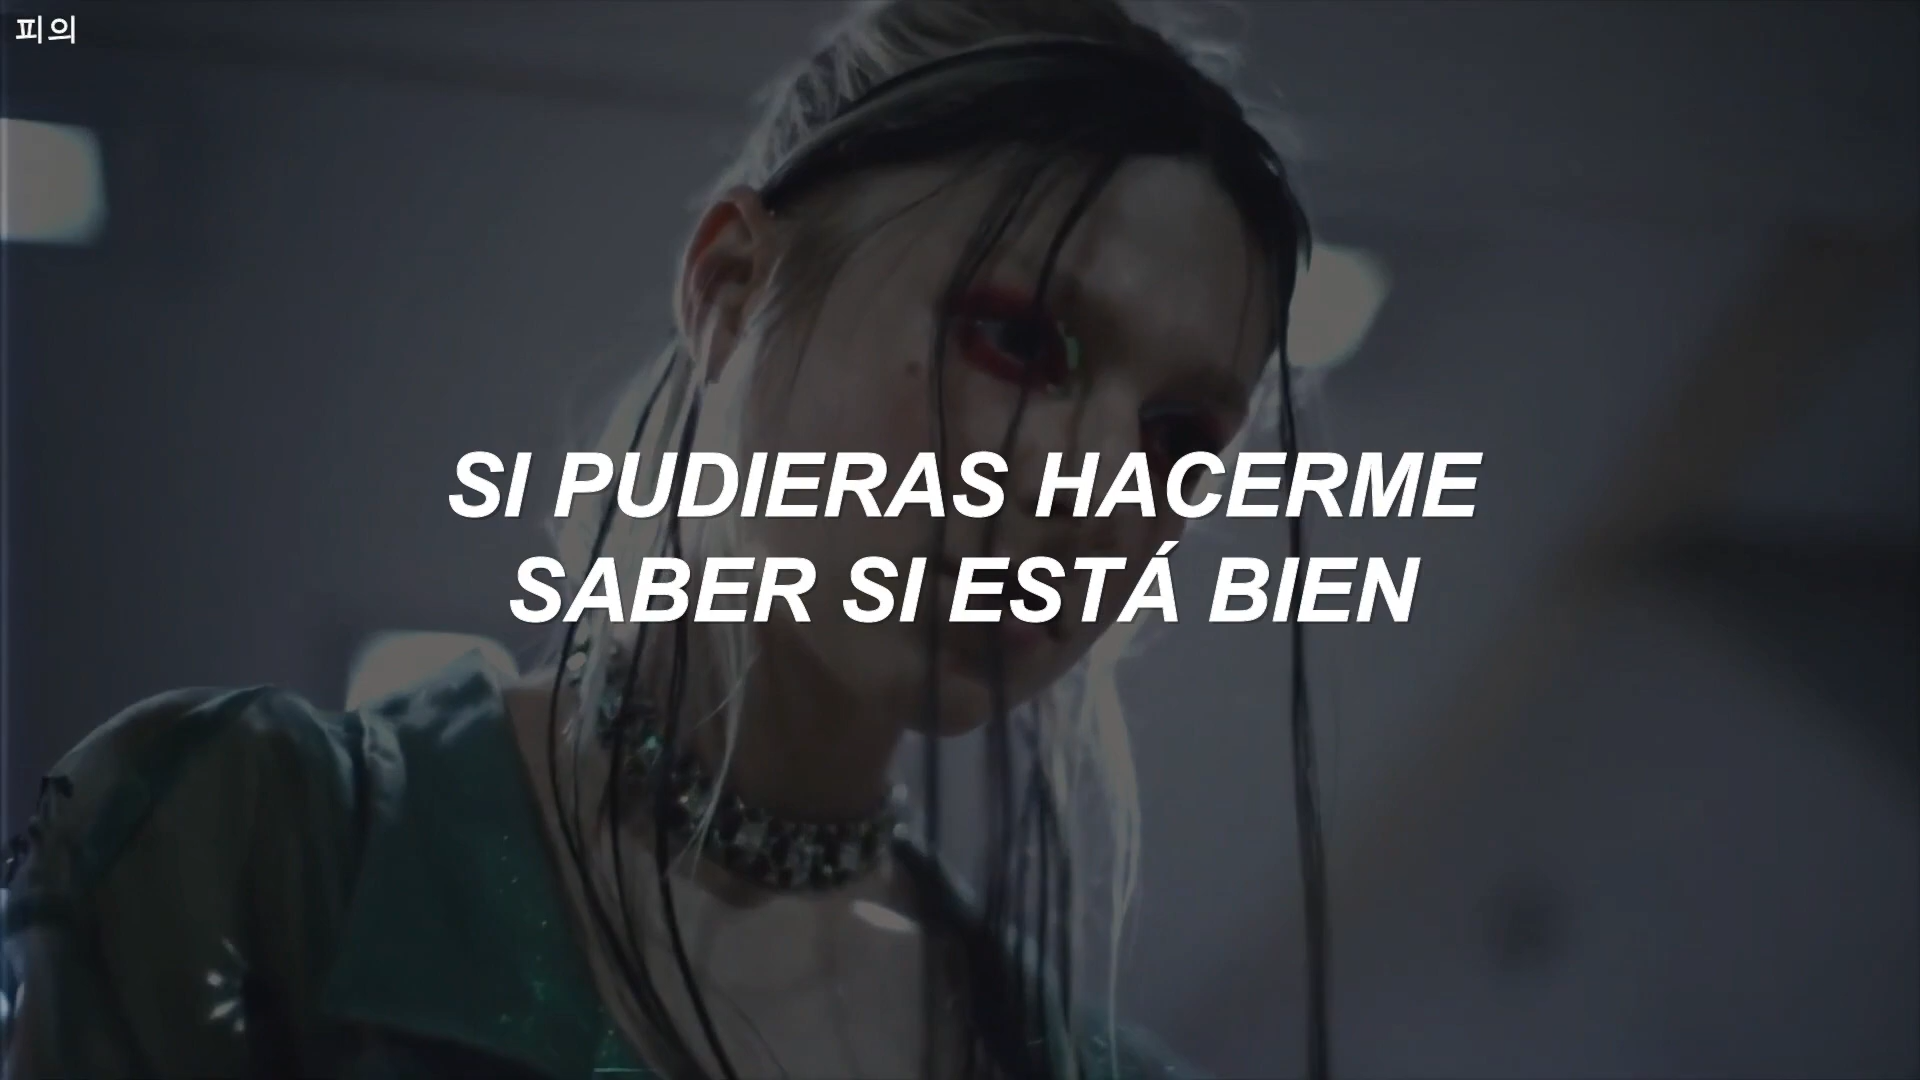 피의
SI PUDIERAS HACERME
SABER SI ESTÁ BIEN